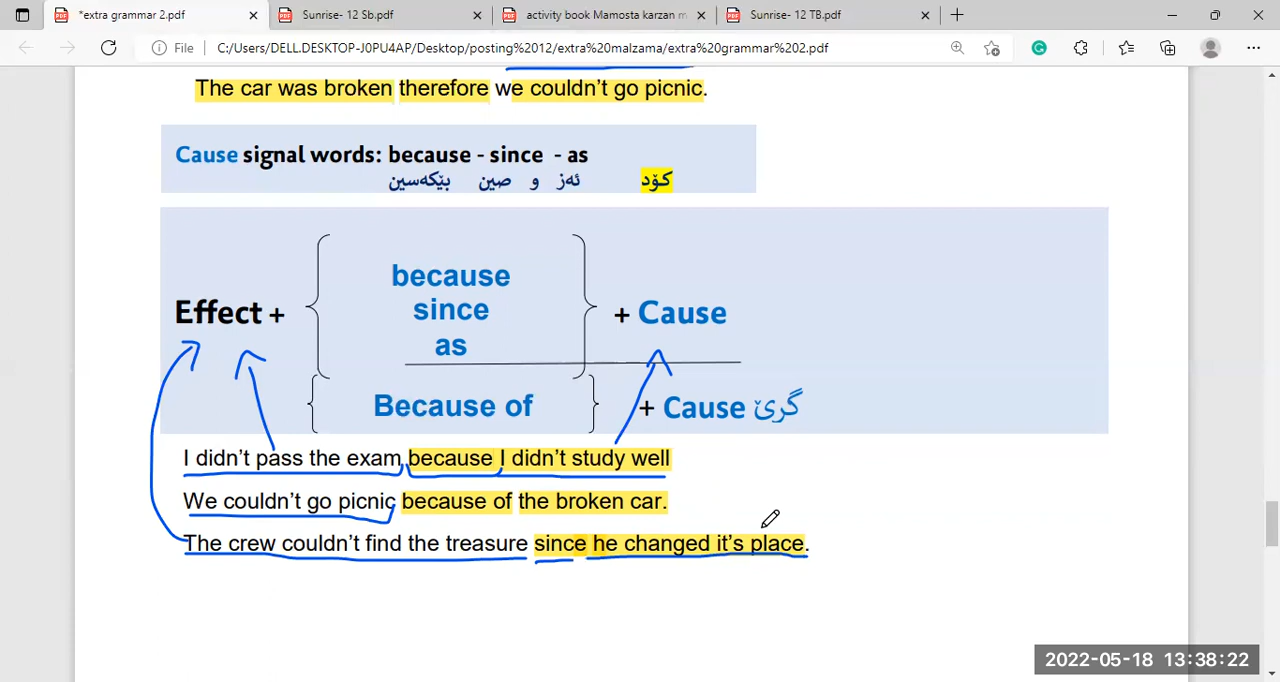 *extra grammar 2.pdf
Sunrise- 12 Sb.pdf
activity book Mamosta karzan m
Sunrise- 12 TB.pdf
File
C:/Users/DELL.DESKTOP-J0PU4AP/Desktop/posting%2012/extra%20malzama/extra%20grammar%202.pdf
The car was broken therefore we couldn't go picnic.
Cause signal words: because - since - as
بێکەسین صین و ئەز کۆد
because
since
as
Effect + + Cause
Because of + Cause گرێ
I didn't pass the exam because I didn't study well
We couldn't go picnic because of the broken car.
The crew couldn't find the treasure since he changed it's place.
2022-05-18 13:38:22